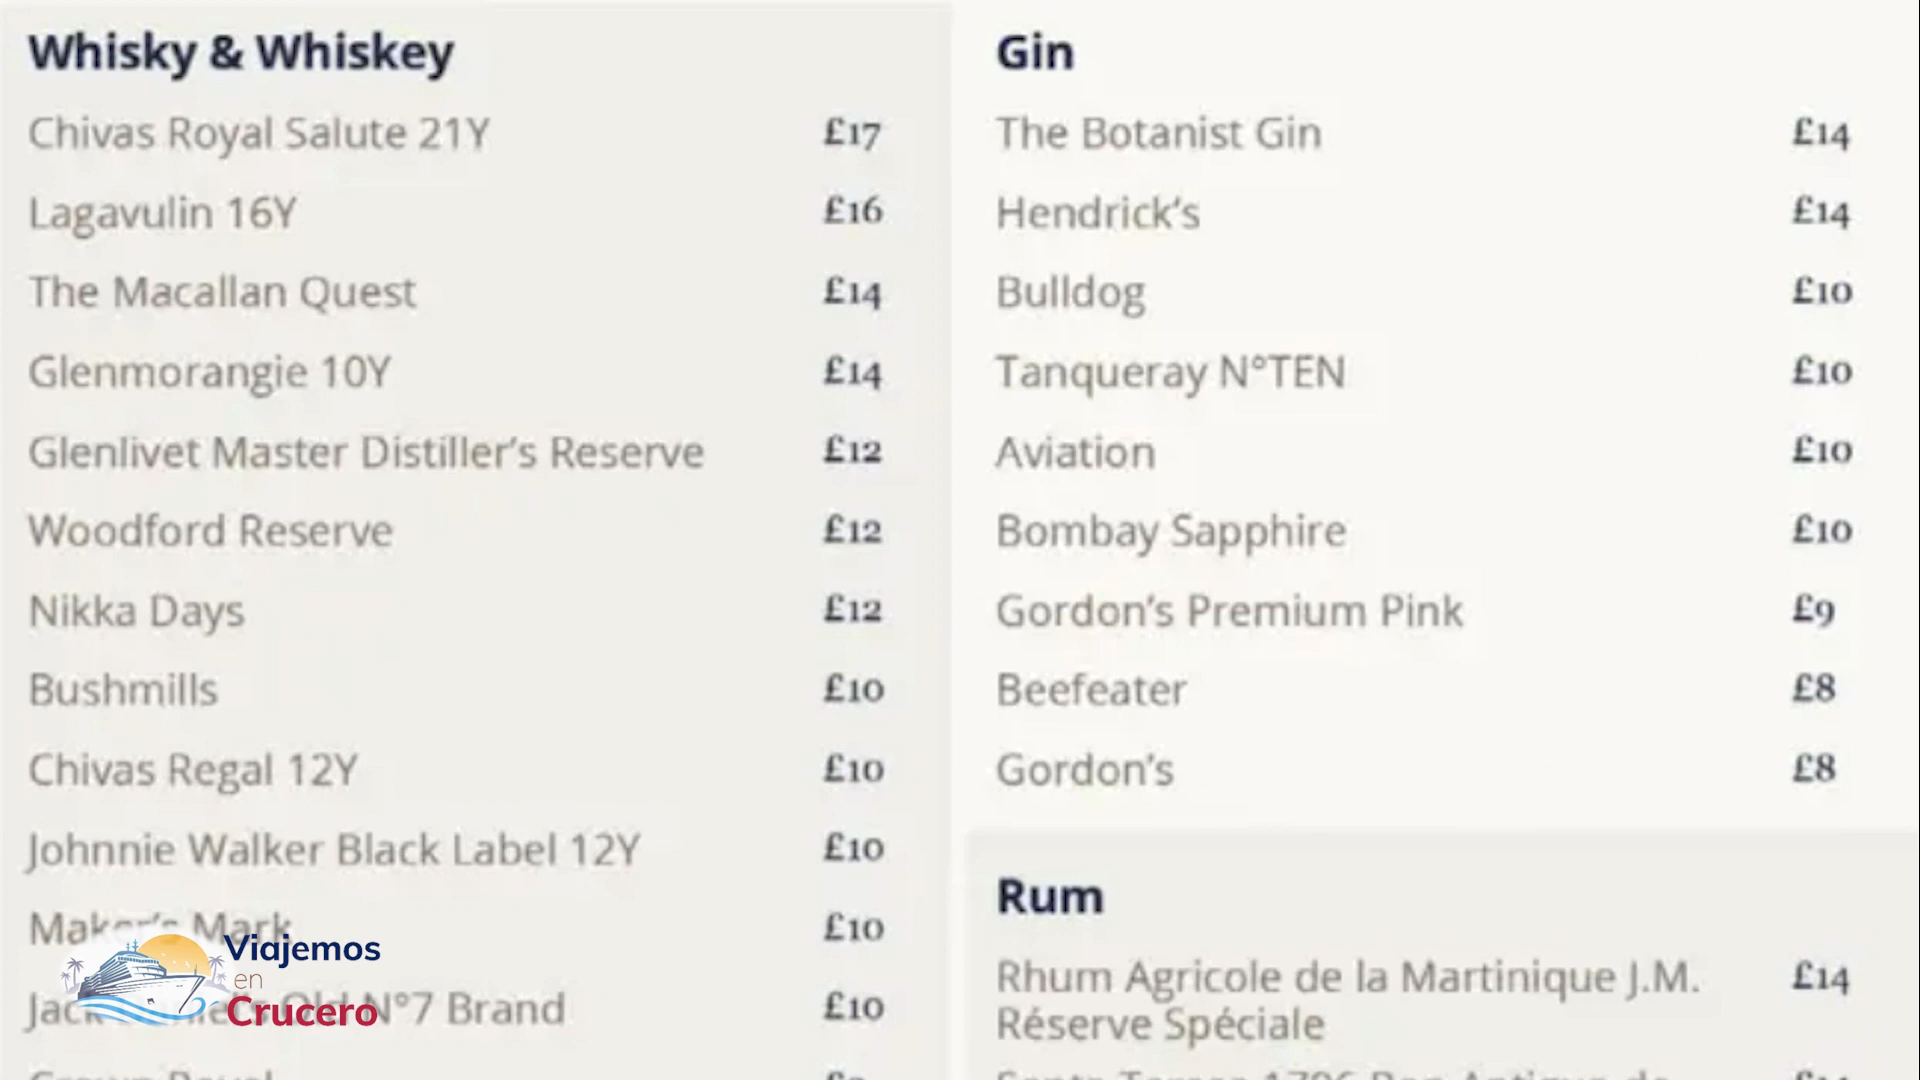 Whisky & Whiskey
Chivas Royal Salute 21Y £17
Lagavulin 16Y £16
The Macallan Quest £14
Glenmorangie 10Y £14
Glenlivet Master Distiller’s Reserve £12
Woodford Reserve £12
Nikka Days £12
Bushmills £10
Chivas Regal 12Y £10
Johnnie Walker Black Label 12Y £10
Maker’s Mark £10
Old N°7 Brand £10
Gin
The Botanist Gin £14
Hendrick’s £14
Bulldog £10
Tanqueray N°TEN £10
Aviation £10
Bombay Sapphire £10
Gordon’s Premium Pink £9
Beefeater £8
Gordon’s £8
Rum
Rhum Agricole de la Martinique J.M. £14
Réserve Spéciale
Viajemos
en
Crucero